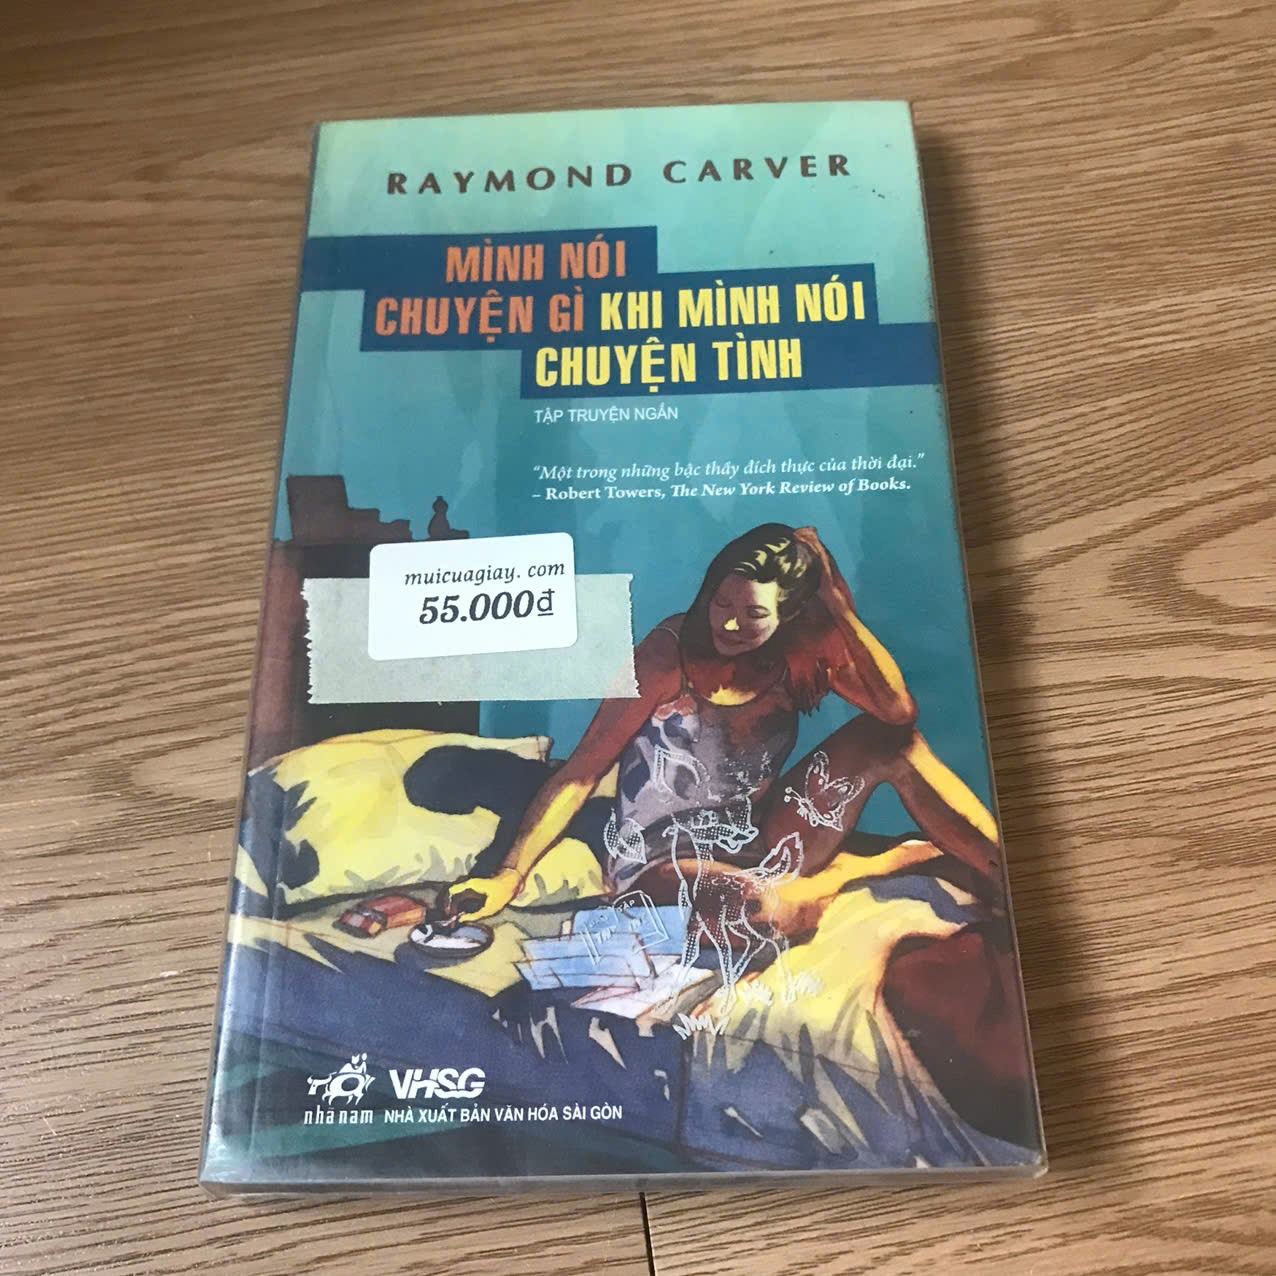 RAYMOND CARVER
MÌNH NÓI
CHUYỆN GÌ KHI MÌNH NÓI
CHUYỆN TÌNH
TẬP TRUYỆN NGẮN
“Một trong những bậc thầy đích thực của thời đại.”
– Robert Towers, The New York Review of Books.
muicuagiay. com
55.000đ
VHSG
nhã nam NHÀ XUẤT BẢN VĂN HÓA SÀI GÒN